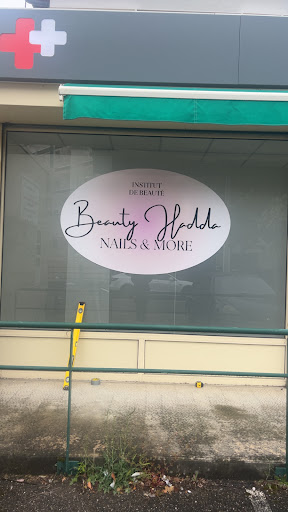 INSTITUT
DE BEAUTÉ
Beauty Hadda
NAILS & MORE